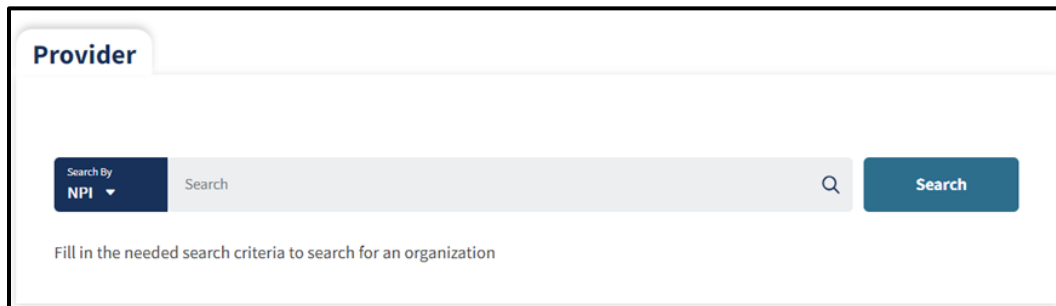 Provider
Search By
NPI
Search
Search
Fill in the needed search criteria to search for an organization